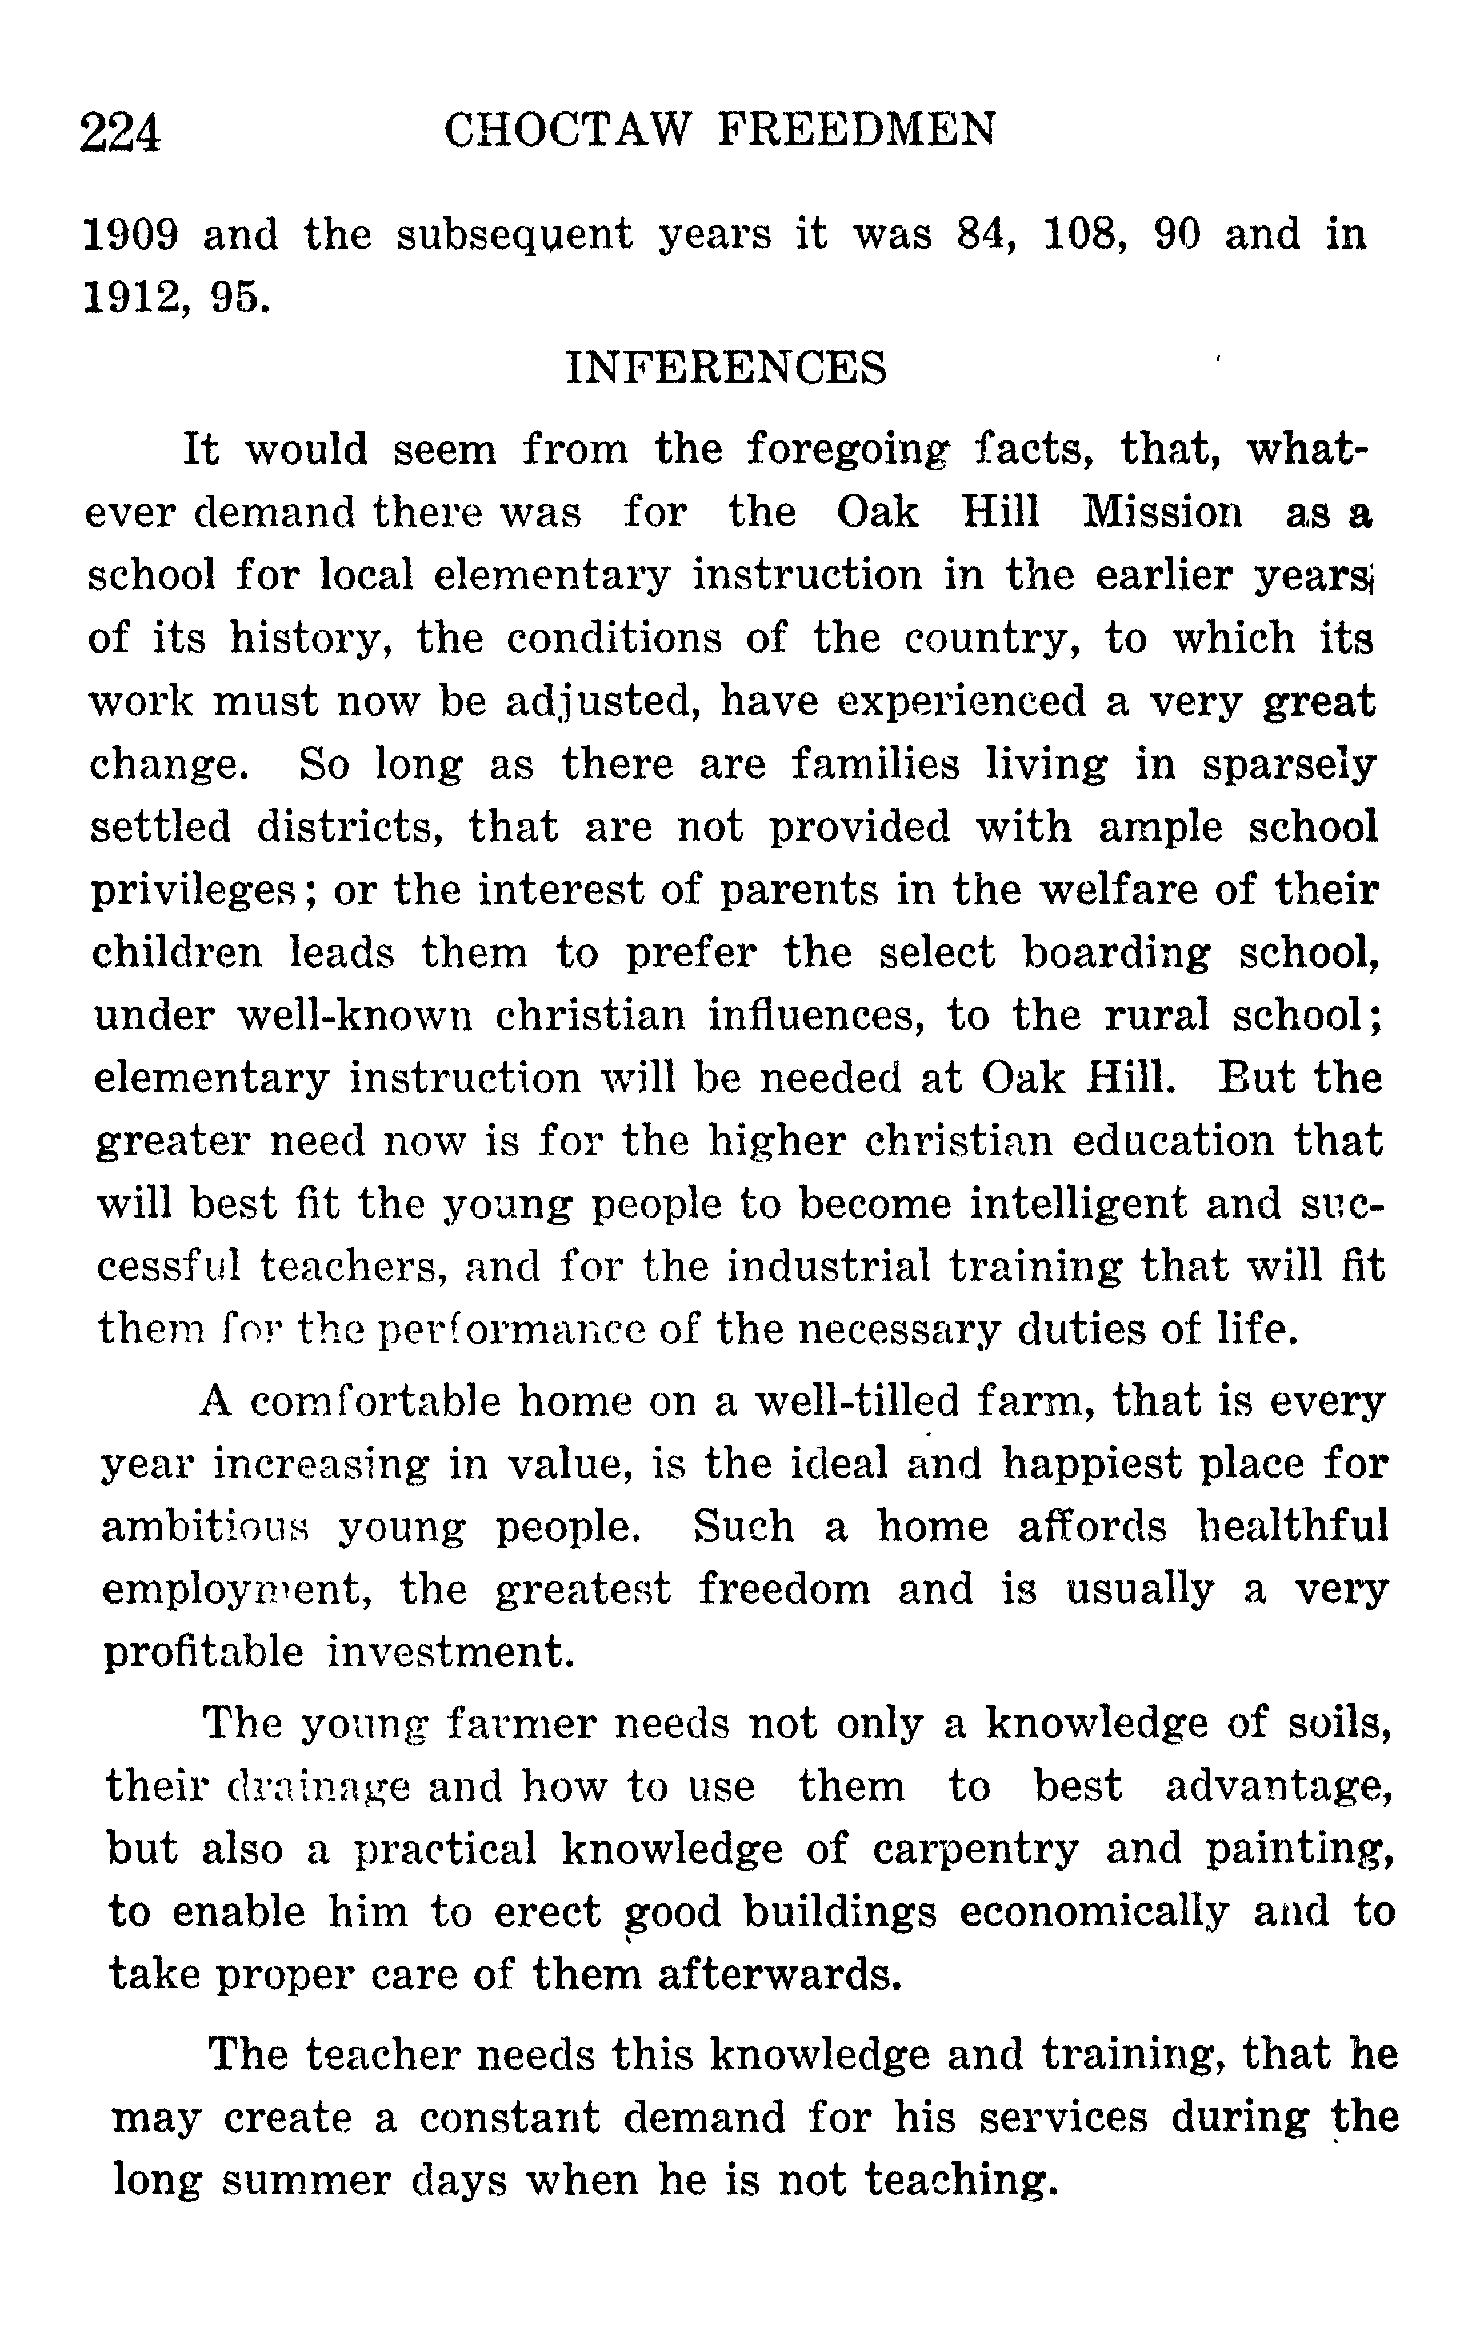 224 CHOCTAW FREEDMEN
1909 and the subsequent years it was 84, 108, 90 and in
1912, 95.
INFERENCES
It would seem from the foregoing facts, that, what-
ever demand there was for the Oak Hill Mission as a
school for local elementary instruction in the earlier years
of its history, the conditions of the country, to which its
work must now be adjusted, have experienced a very great
change. So long as there are families living in sparsely
settled districts, that are not provided with ample school
privileges; or the interest of parents in the welfare of their
children leads them to prefer the select boarding school,
under well-known christian influences, to the rural school;
elementary instruction will be needed at Oak Hill. But the
greater need now is for the higher christian education that
will best fit the young people to become intelligent and suc-
cessful teachers, and for the industrial training that will fit
them for the performance of the necessary duties of life.
A comfortable home on a well-tilled farm, that is every
year increasing in value, is the ideal and happiest place for
ambitious young people. Such a home affords healthful
employment, the greatest freedom and is usually a very
profitable investment.
The young farmer needs not only a knowledge of soils,
their drainage and how to use them to best advantage,
but also a practical knowledge of carpentry and painting,
to enable him to erect good buildings economically and to
take proper care of them afterwards.
The teacher needs this knowledge and training, that he
may create a constant demand for his services during the
long summer days when he is not teaching.